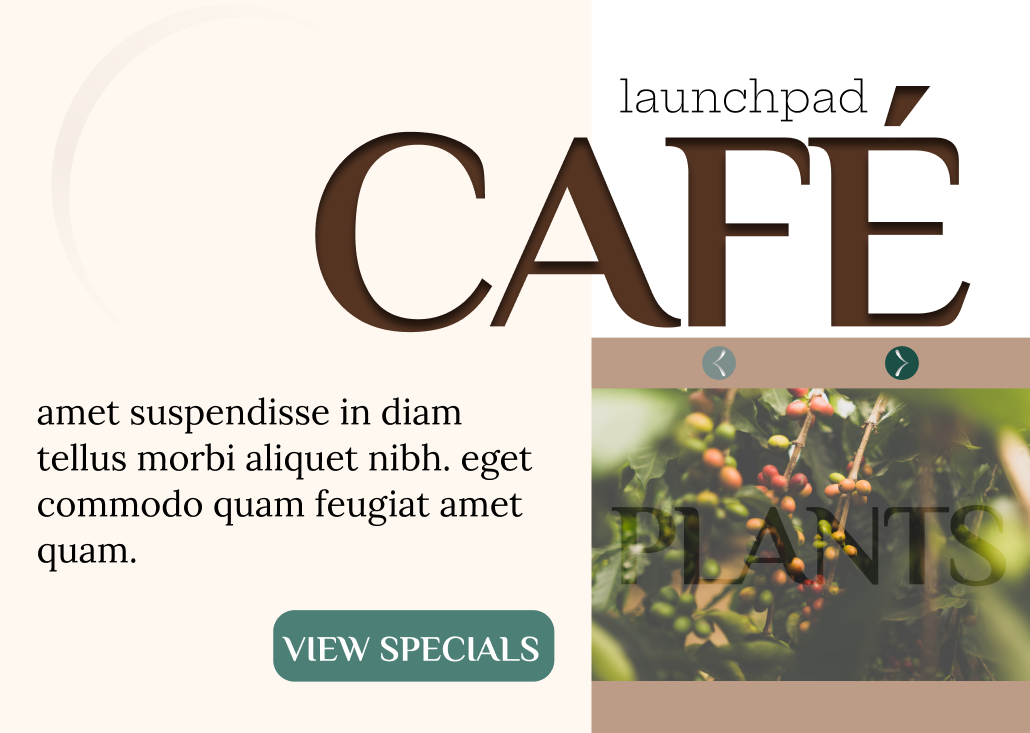 launchpad
CAFÉ
amet suspendisse in diam
tellus morbi aliquet nibh. eget
commodo quam feugiat amet
quam.
VIEW SPECIALS
PLANTS